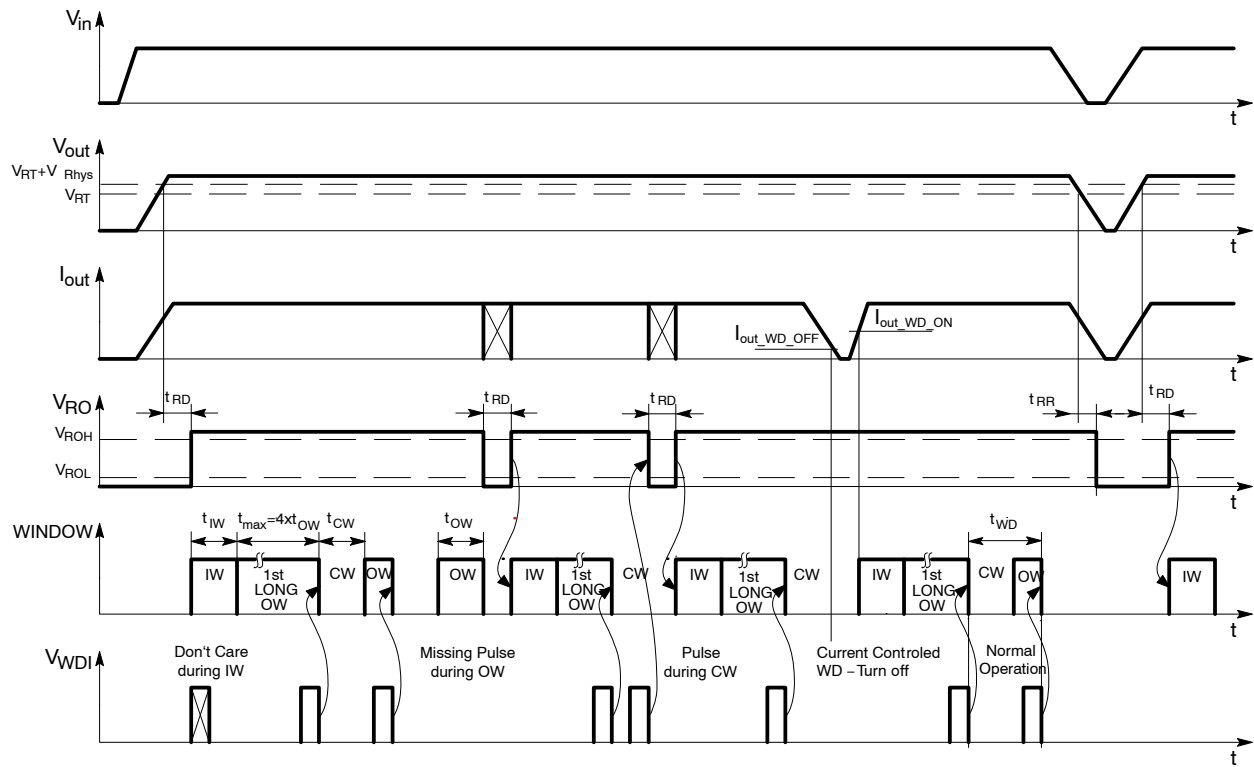 Vin
t
Vout
VRT+V Rhys
VRT
t
Iout
Iout_WD_OFF
Iout_WD_ON
t
VRO
tRD
tRD
tRD
tRR
tRD
VROH
VROL
t
WINDOW
tIW
tmax=4xtOW
tCW
tOW
tWD
IW
1st
LONG
OW
CW
OW
OW
IW
1st
LONG
OW
CW
IW
1st
LONG
OW
CW
IW
1st
LONG
OW
CW
OW
IW
t
VWDI
Don't Care
during IW
Missing Pulse
during OW
Pulse
during CW
Current Controled
WD – Turn off
Normal
Operation
t